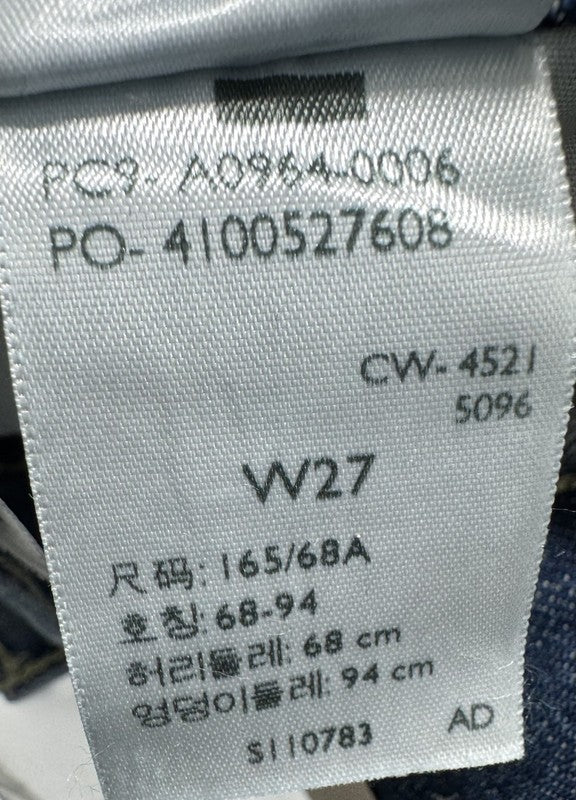 PC9- A0964-0006
PO- 4100527608
CW- 4521
5096
W27
尺码: 165/68A
호칭: 68-94
허리둘레: 68 cm
엉덩이둘레: 94 cm
S110783 AD